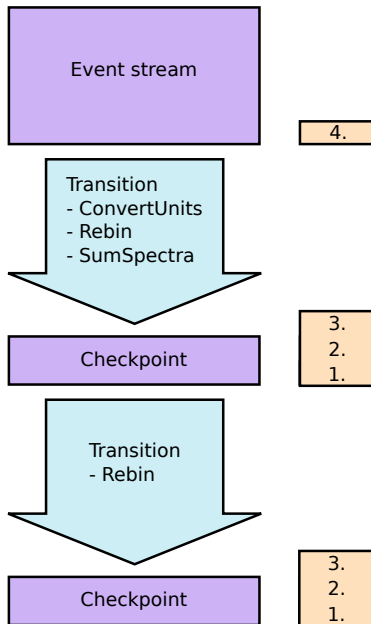 Event stream
4.
Transition
- ConvertUnits
- Rebin
- SumSpectra
3.
2.
1.
Checkpoint
Transition
- Rebin
3.
2.
1.
Checkpoint